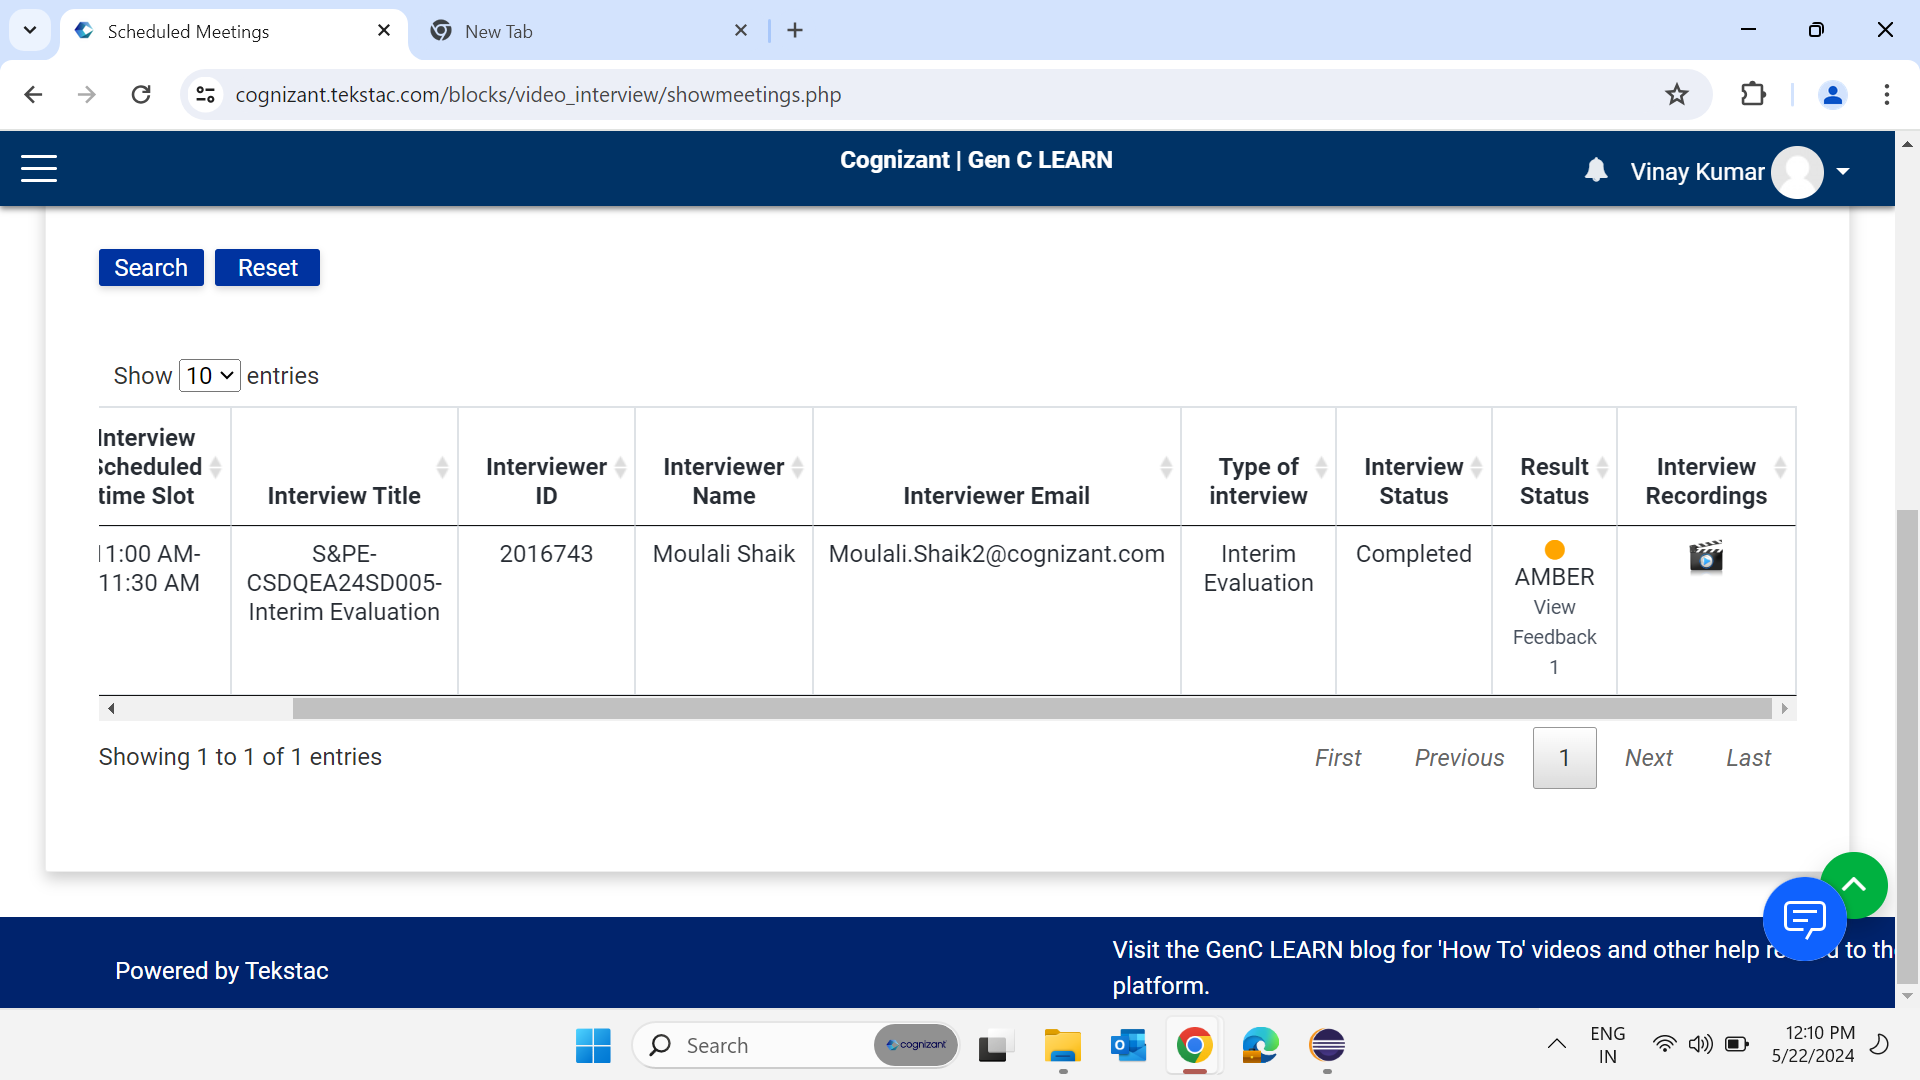 Scheduled Meetings
New Tab
cognizant.tekstac.com/blocks/video_interview/showmeetings.php
Cognizant | Gen C LEARN
Vinay Kumar
Search Reset
Show 10 entries
Interview Scheduled time Slot
Interview Title
Interviewer ID
Interviewer Name
Interviewer Email
Type of interview
Interview Status
Result Status
Interview Recordings
11:00 AM-
11:30 AM
S&PE-
CSDQEA24SD005-
Interim Evaluation
2016743
Moulali Shaik
Moulali.Shaik2@cognizant.com
Interim
Evaluation
Completed
AMBER
View
Feedback
1
Showing 1 to 1 of 1 entries
First Previous 1 Next Last
Powered by Tekstac
Visit the GenC LEARN blog for 'How To' videos and other help to
platform.
Search
cognizant
ENG
IN
12:10 PM
5/22/2024